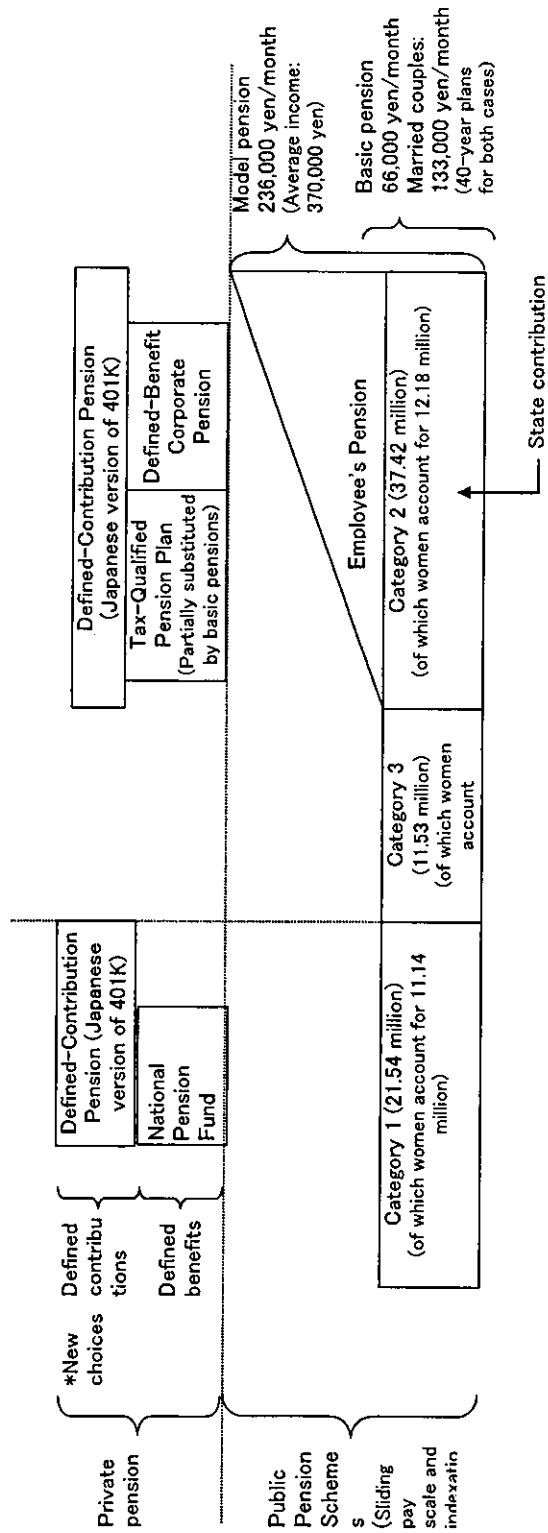 Private
pension
*New
choices
Defined
contribu
tions
Defined
benefits
Defined-Contribution
Pension (Japanese
version of 401K)
National
Pension
Fund
Defined-Contribution Pension
(Japanese version of 401K)
Tax-Qualified
Pension Plan
(Partially substituted
by basic pensions)
Defined-Benefit
Corporate
Pension
Public
Pension
Scheme
s
(Sliding
pay
scale and
indexatin
Category 1 (21.54 million)
(of which women account for 11.14
million)
Category 3
(11.53 million)
(of which women
account
Employee's Pension
Category 2 (37.42 million)
(of which women account for 12.18 million)
State contribution
Model pension
236,000 yen/month
(Average income:
370,000 yen)
Basic pension
66,000 yen/month
Married couples:
133,000 yen/month
(40-year plans
for both cases)